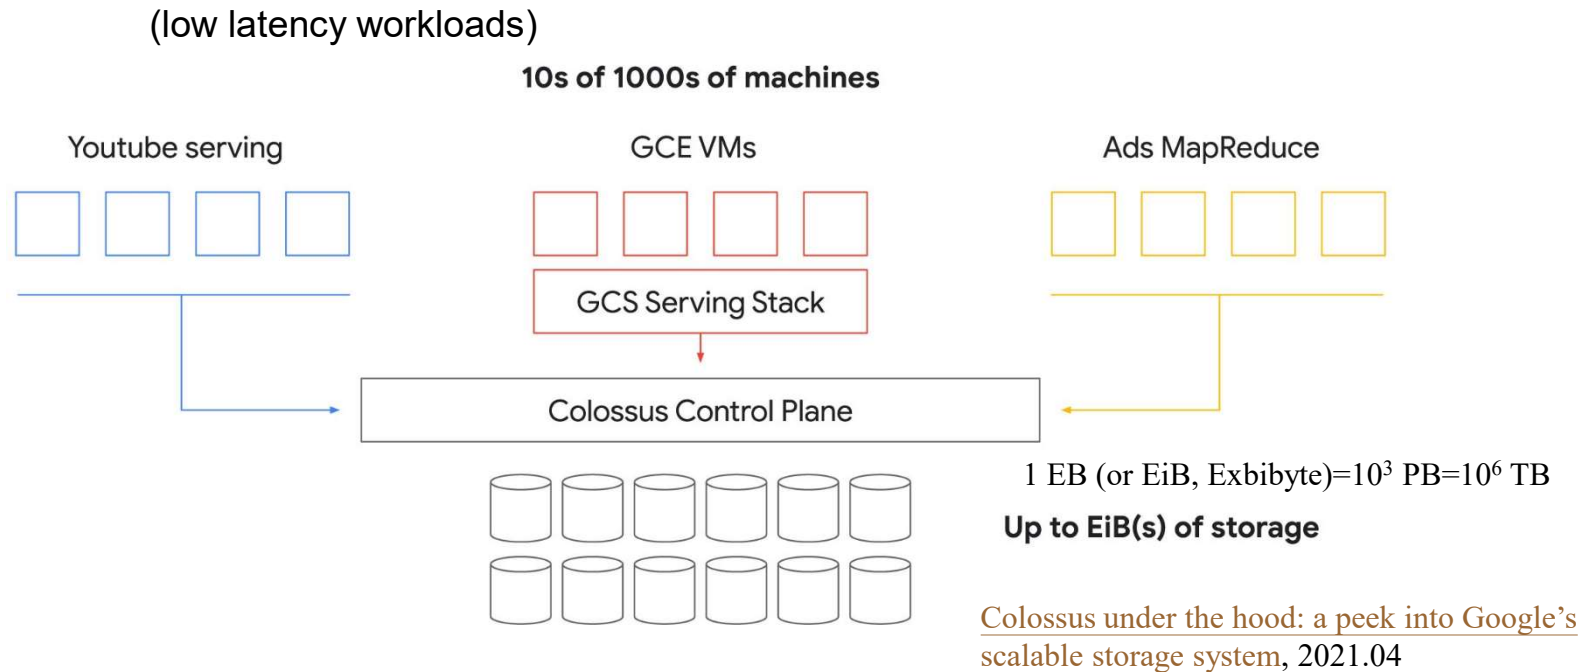 (low latency workloads)
10s of 1000s of machines
Youtube serving
GCE VMs
Ads MapReduce
GCS Serving Stack
Colossus Control Plane
1 EB (or EiB, Exbibyte)=10³ PB=10⁶ TB
Up to EiB(s) of storage
Colossus under the hood: a peek into Google’s
scalable storage system, 2021.04